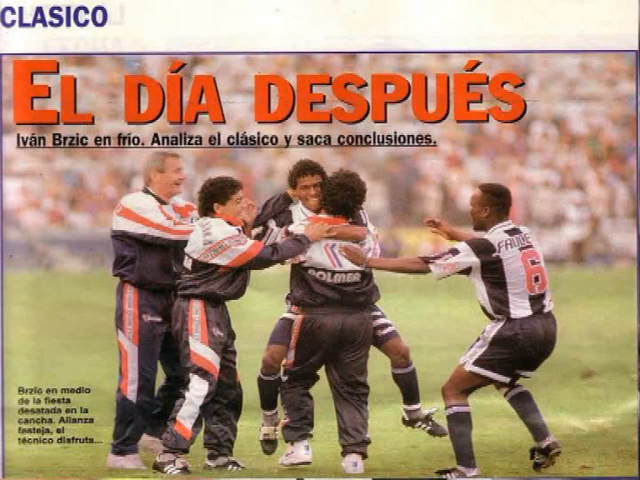 CLASICO
EL DÍA DESPUÉS
Iván Brzic en frío. Analiza el clásico y saca conclusiones.
POLMER
FAUCE
6
Brzic en medio
de la fiesta
desatada en la
cancha. Alianza
festeja, el
técnico disfruta...